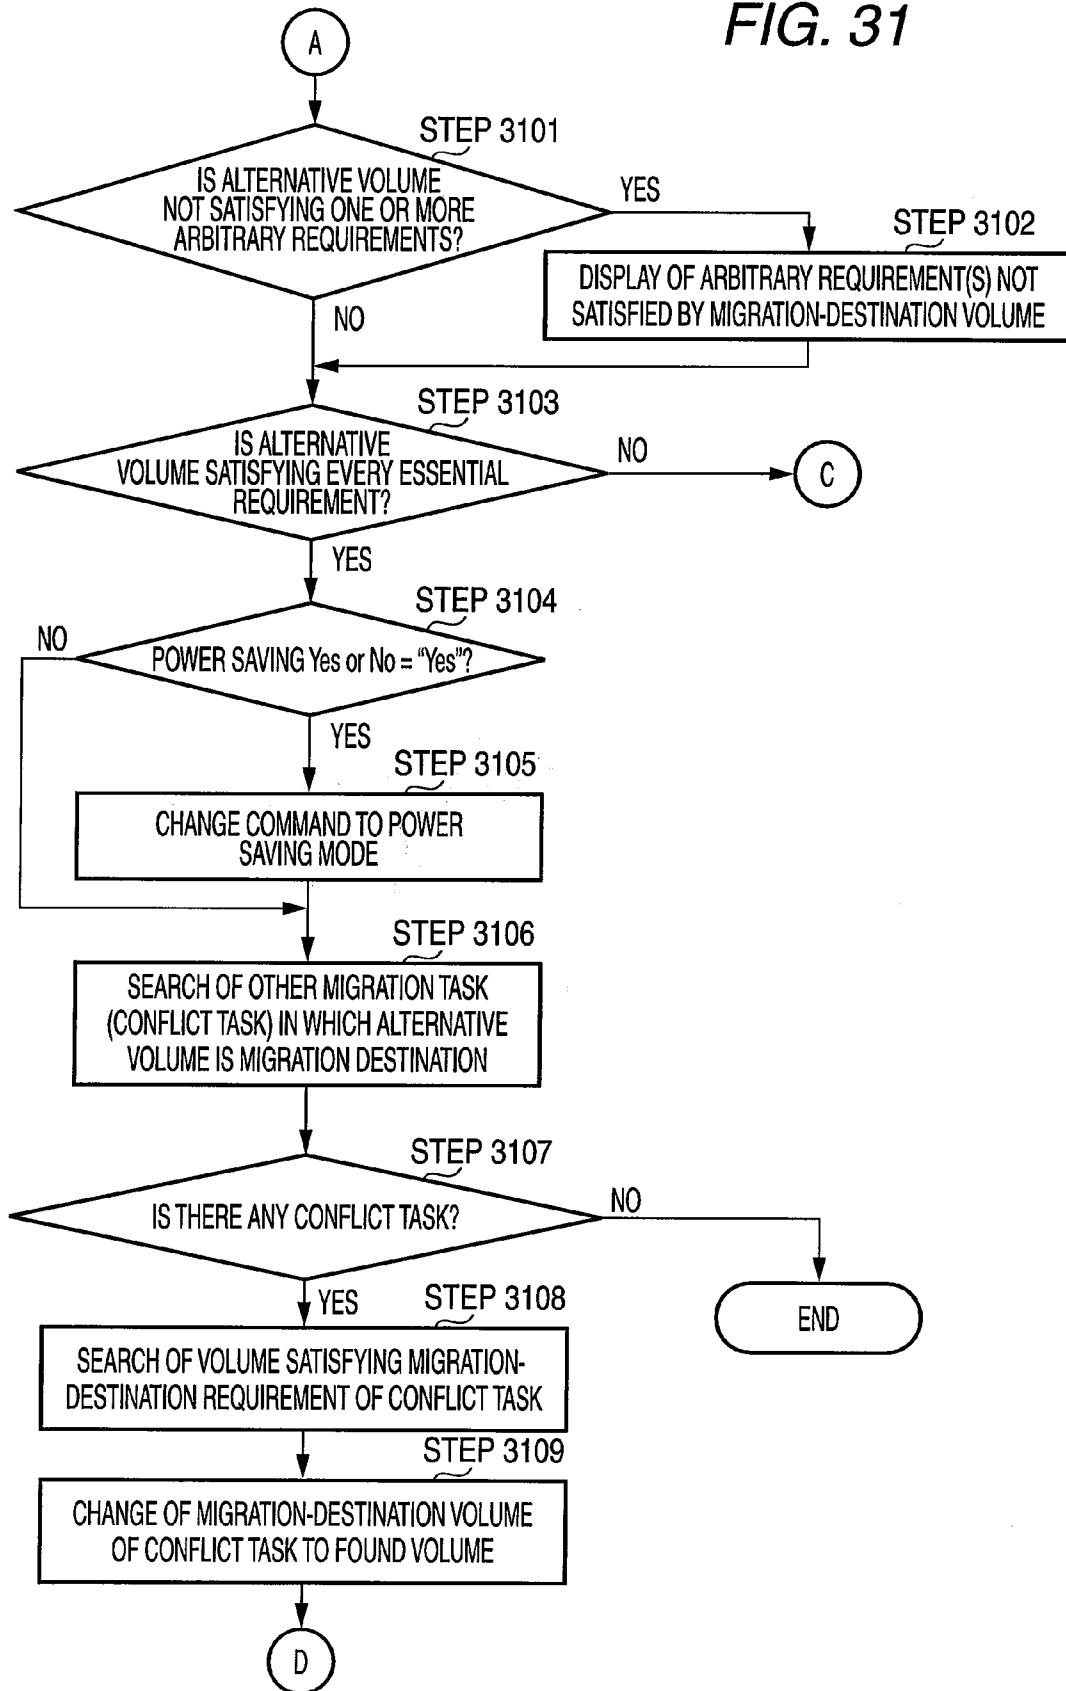 FIG. 31
A
STEP 3101
IS ALTERNATIVE VOLUME
NOT SATISFYING ONE OR MORE
ARBITRARY REQUIREMENTS?
YES
STEP 3102
DISPLAY OF ARBITRARY REQUIREMENT(S) NOT
SATISFIED BY MIGRATION-DESTINATION VOLUME
NO
STEP 3103
IS ALTERNATIVE
VOLUME SATISFYING EVERY ESSENTIAL
REQUIREMENT?
NO
C
YES
STEP 3104
NO
POWER SAVING Yes or No = “Yes”?
YES
STEP 3105
CHANGE COMMAND TO POWER
SAVING MODE
STEP 3106
SEARCH OF OTHER MIGRATION TASK
(CONFLICT TASK) IN WHICH ALTERNATIVE
VOLUME IS MIGRATION DESTINATION
STEP 3107
IS THERE ANY CONFLICT TASK?
NO
END
YES
STEP 3108
SEARCH OF VOLUME SATISFYING MIGRATION-
DESTINATION REQUIREMENT OF CONFLICT TASK
STEP 3109
CHANGE OF MIGRATION-DESTINATION VOLUME
OF CONFLICT TASK TO FOUND VOLUME
D